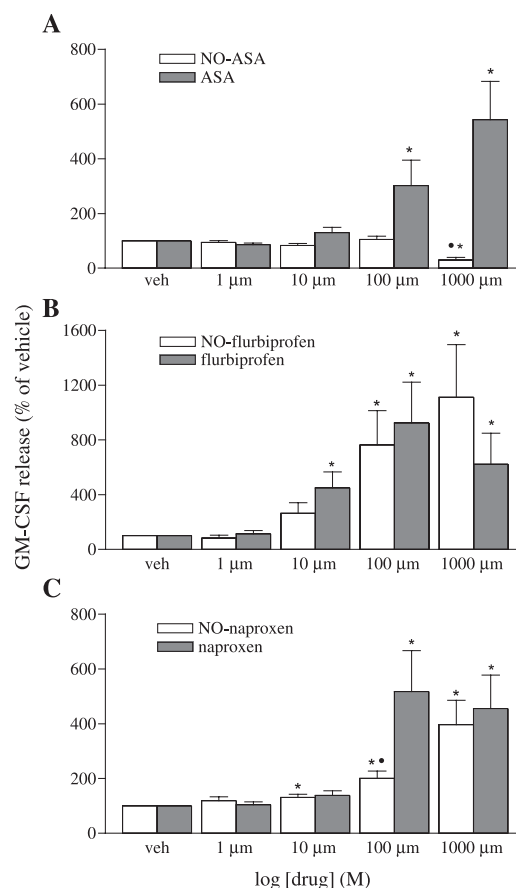 A
800
NO-ASA
ASA
600
*
400
*
200
• *
0
veh 1 μm 10 μm 100 μm 1000 μm
B
1600
NO-flurbiprofen
flurbiprofen
*
1200
*
*
*
800
*
400
0
veh 1 μm 10 μm 100 μm 1000 μm
C
800
NO-naproxen
naproxen
*
600
*
*
400
* •
200
*
0
veh 1 μm 10 μm 100 μm 1000 μm
log [drug] (M)
GM-CSF release (% of vehicle)